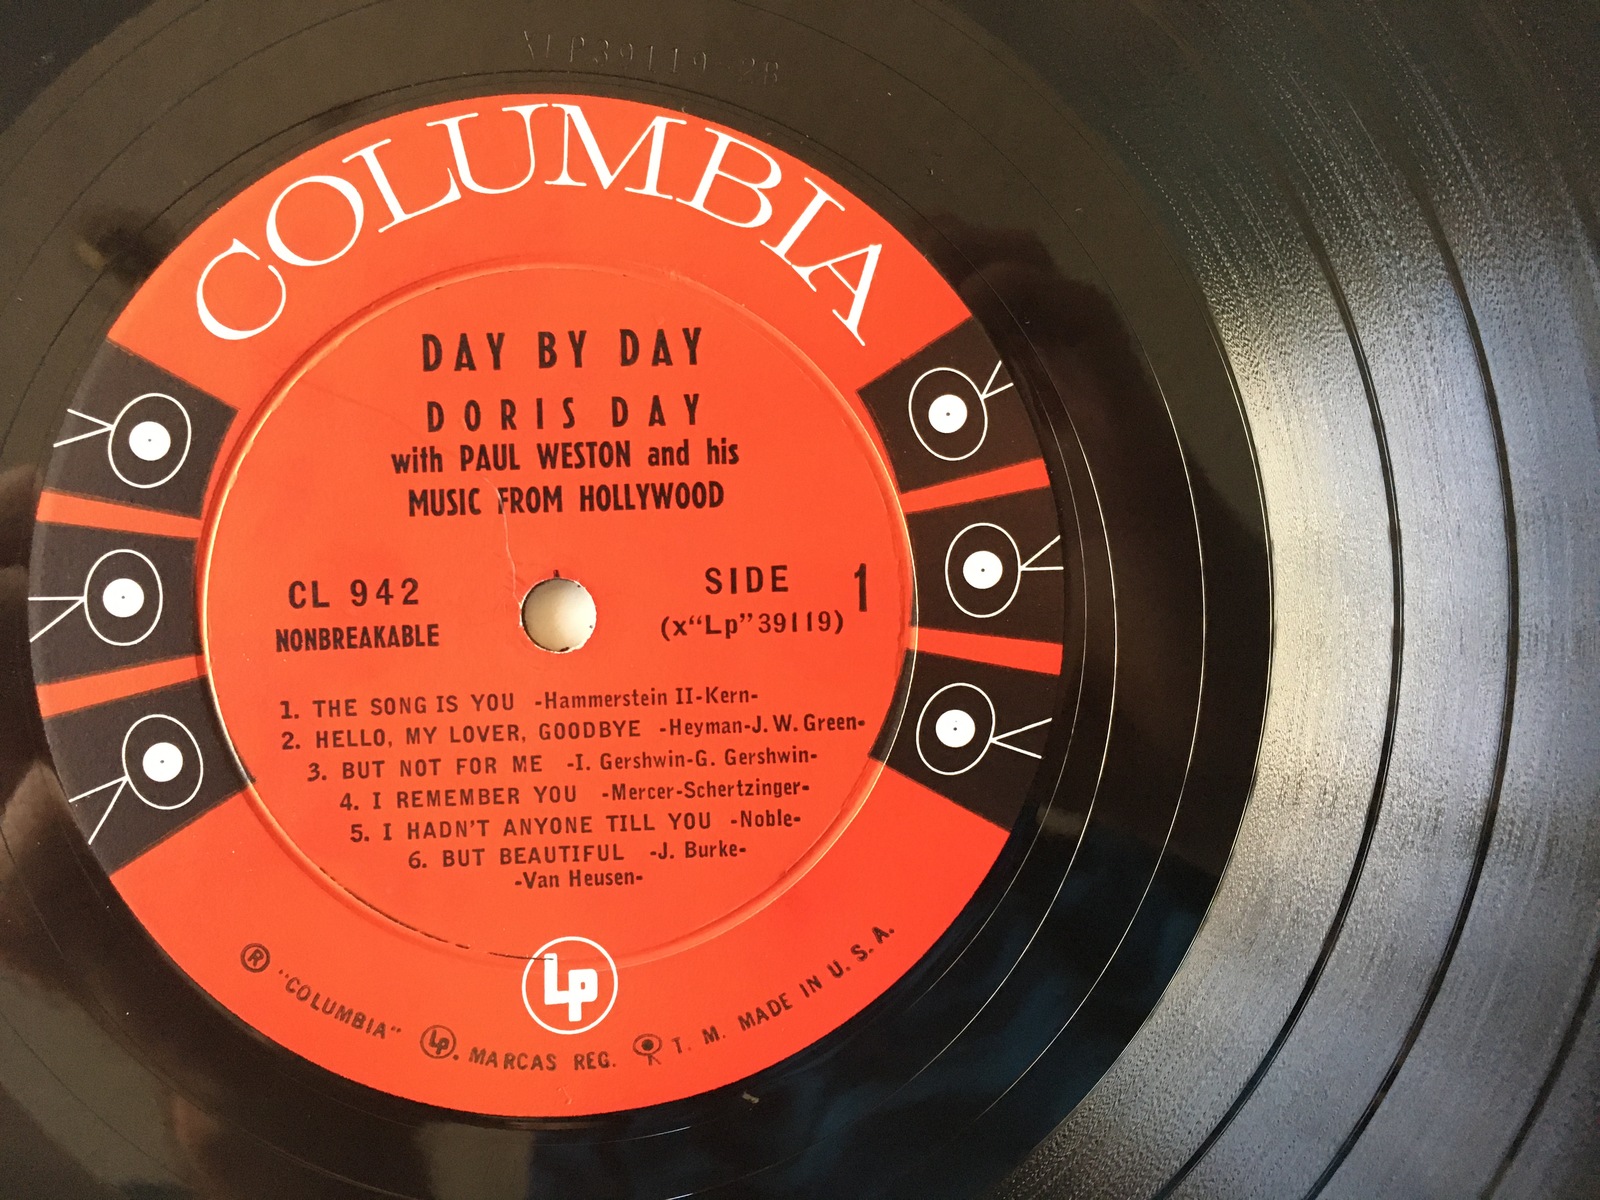 XLP39119-2B
COLUMBIA
DAY BY DAY
DORIS DAY
with PAUL WESTON and his
MUSIC FROM HOLLYWOOD
CL 942
NONBREAKABLE
SIDE 1
(x“Lp”39119)
1. THE SONG IS YOU -Hammerstein II-Kern-
2. HELLO, MY LOVER, GOODBYE -Heyman-J. W. Green-
3. BUT NOT FOR ME -I. Gershwin-G. Gershwin-
4. I REMEMBER YOU -Mercer-Schertzinger-
5. I HADN'T ANYONE TILL YOU -Noble-
6. BUT BEAUTIFUL -J. Burke-
-Van Heusen-
Lp
® "COLUMBIA" Lp. MARCAS REG. T. M. MADE IN U. S. A.